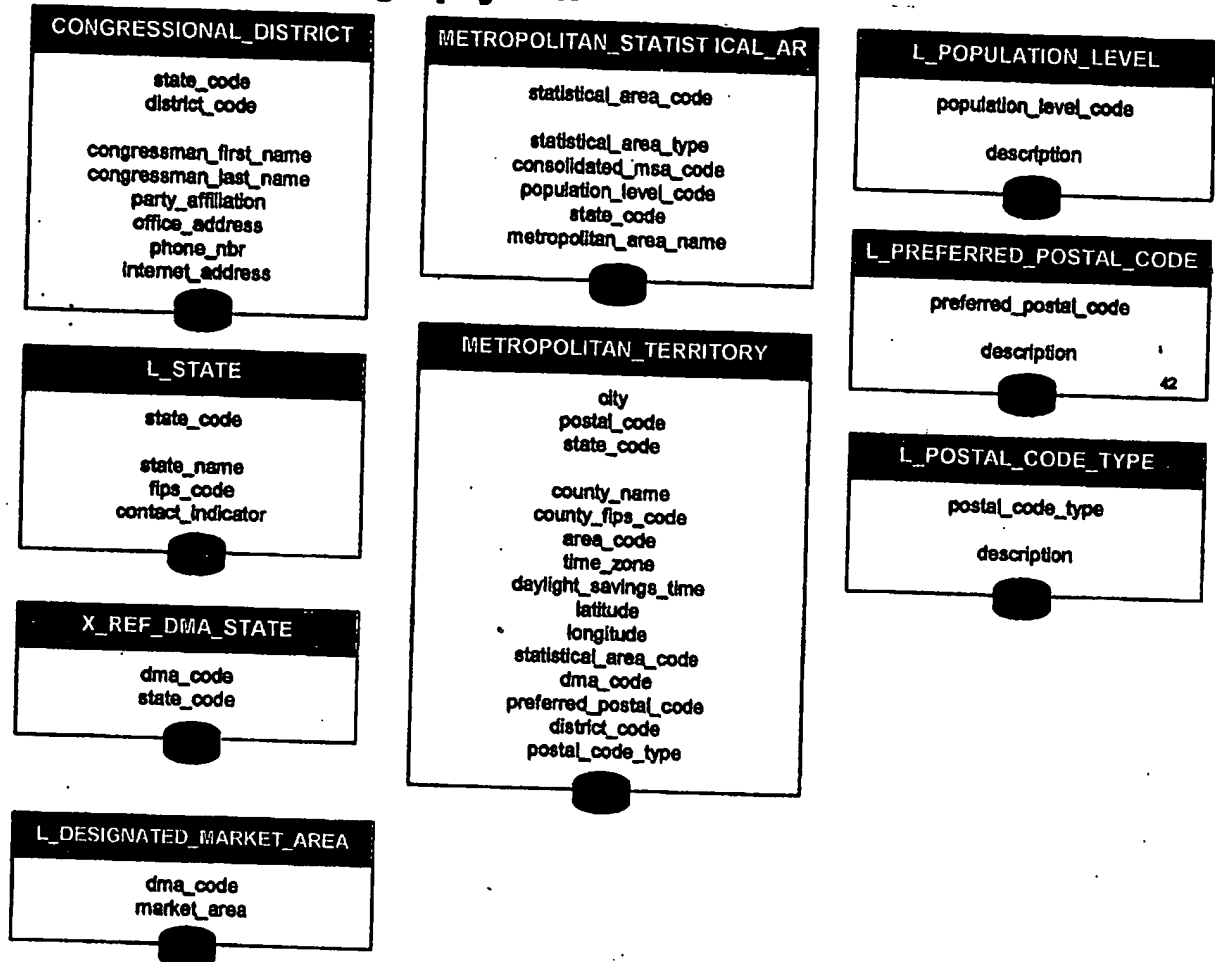 CONGRESSIONAL_DISTRICT
state_code
district_code
congressman_first_name
congressman_last_name
party_affiliation
office_address
phone_nbr
internet_address
L_STATE
state_code
state_name
fips_code
contact_indicator
X_REF_DMA_STATE
dma_code
state_code
L_DESIGNATED_MARKET_AREA
dma_code
market_area
METROPOLITAN_STATIST ICAL_AR
statistical_area_code
statistical_area_type
consolidated_msa_code
population_level_code
state_code
metropolitan_area_name
METROPOLITAN_TERRITORY
city
postal_code
state_code
county_name
county_fips_code
area_code
time_zone
daylight_savings_time
latitude
longitude
statistical_area_code
dma_code
preferred_postal_code
district_code
postal_code_type
L_POPULATION_LEVEL
population_level_code
description
L_PREFERRED_POSTAL_CODE
preferred_postal_code
description
42
L_POSTAL_CODE_TYPE
postal_code_type
description